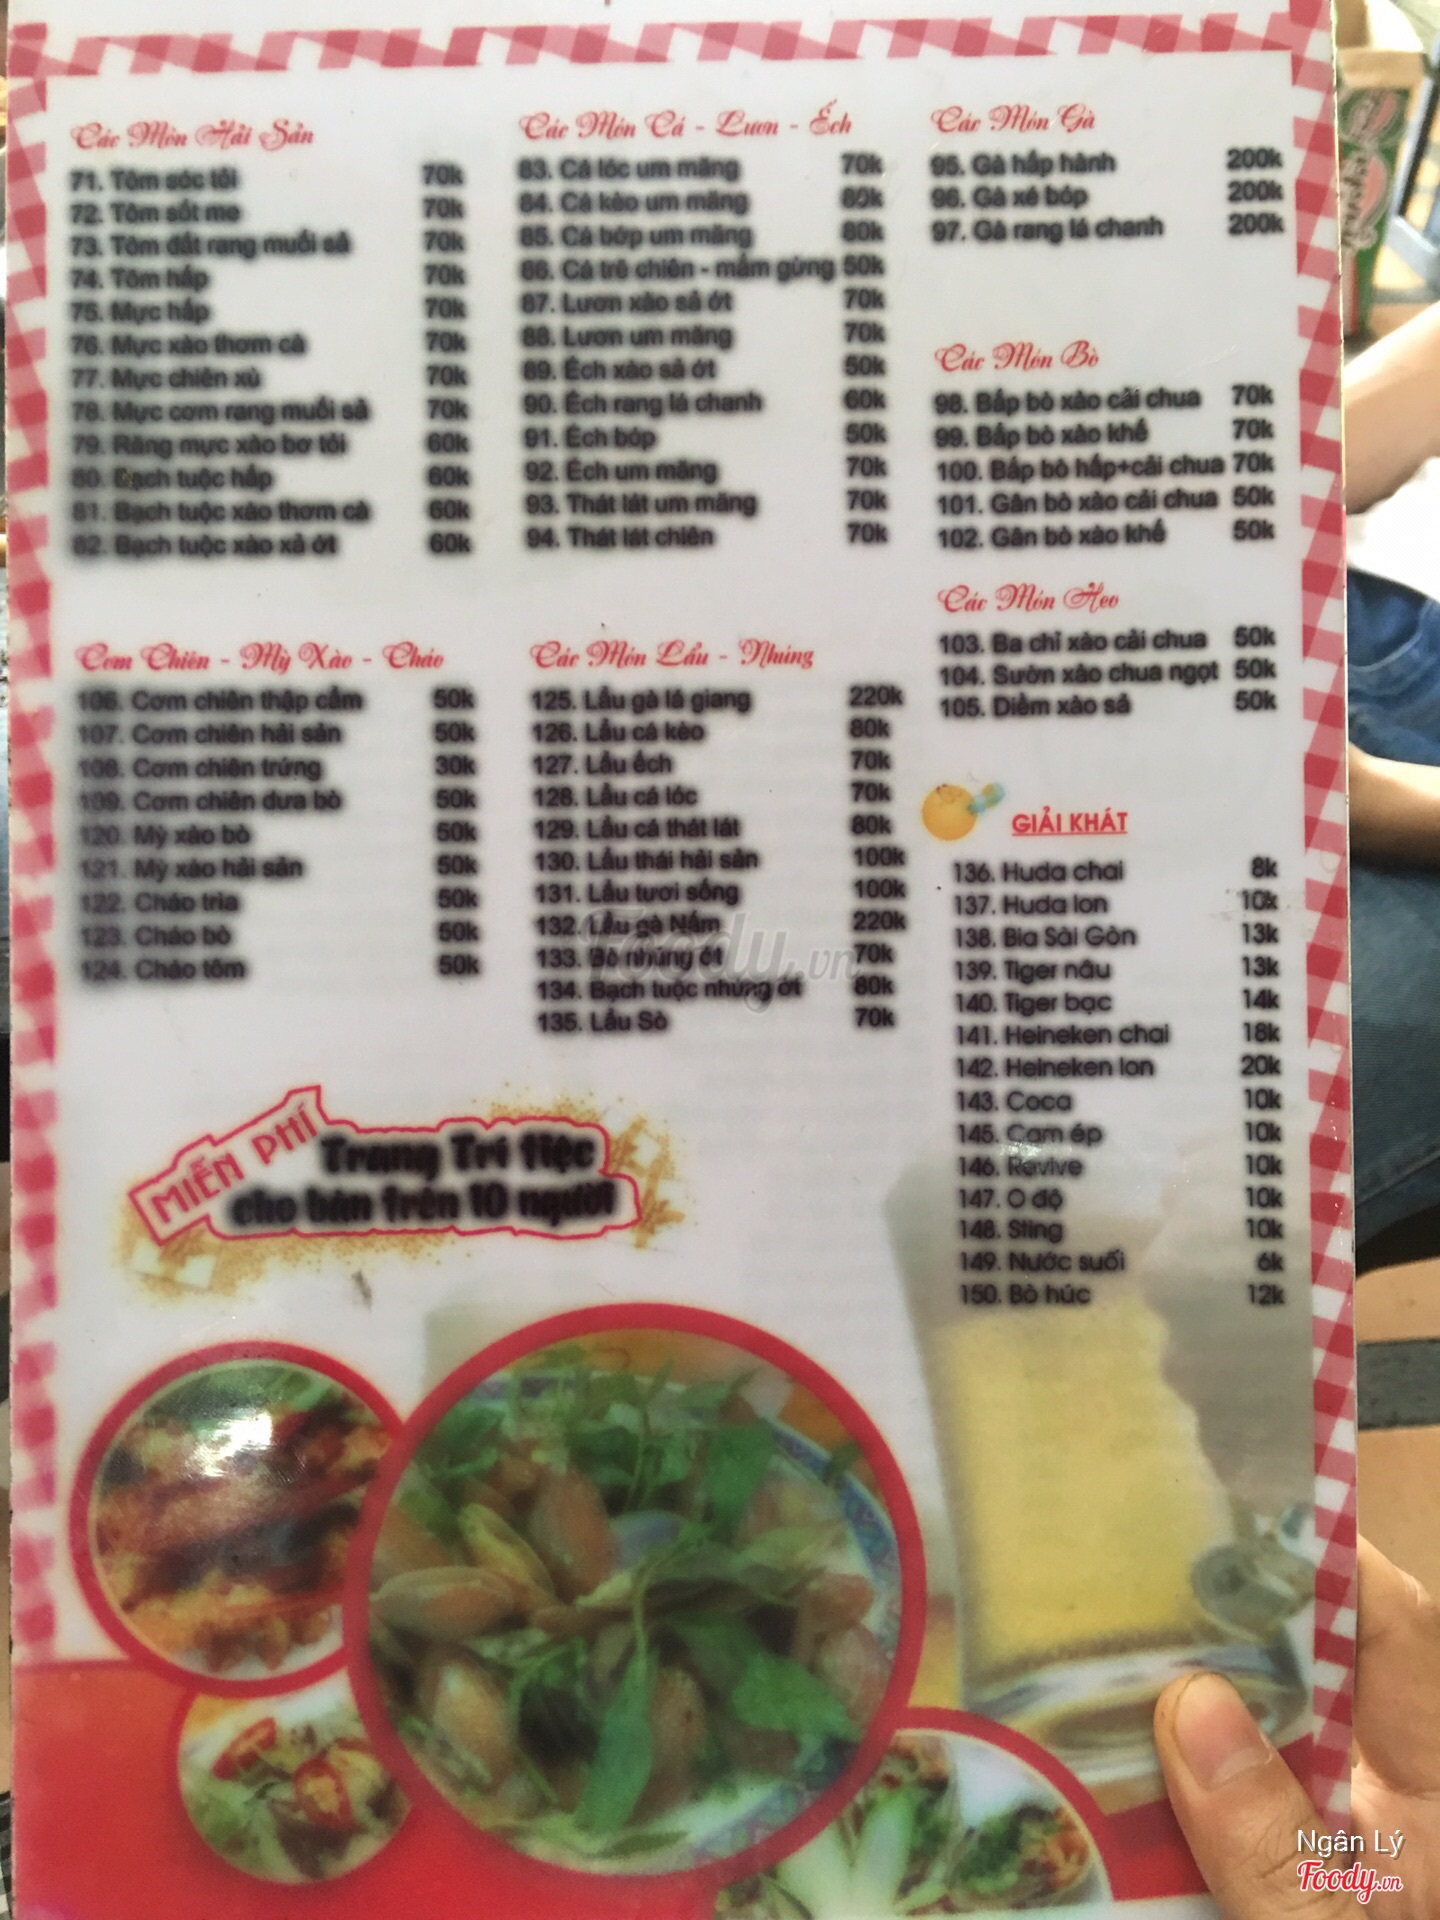 Các Món Hải Sản
71. Tôm sóc tỏi 70k
72. Tôm sốt me 70k
73. Tôm đất rang muối sả 70k
74. Tôm hấp 70k
75. Mực hấp 70k
76. Mực xào thơm cà 70k
77. Mực chiên xù 70k
78. Mực cơm rang muối sả 70k
79. Răng mực xào bơ tỏi 60k
80. Bạch tuộc hấp 60k
81. Bạch tuộc xào thơm cà 60k
82. Bạch tuộc xào xả ớt 60k
Các Món Cá - Lươn - Ếch
83. Cá lóc um măng 70k
84. Cá kèo um măng 80k
85. Cá bớp um măng 80k
86. Cá trê chiên - mắm gừng 50k
87. Lươn xào sả ớt 70k
88. Lươn um măng 70k
89. Ếch xào sả ớt 50k
90. Ếch rang lá chanh 60k
91. Ếch bóp 50k
92. Ếch um măng 70k
93. Thát lát um măng 70k
94. Thát lát chiên 70k
Các Món Gà
95. Gà hấp hành 200k
96. Gà xé bóp 200k
97. Gà rang lá chanh 200k
Các Món Bò
98. Bắp bò xào cải chua 70k
99. Bắp bò xào khế 70k
100. Bắp bò hấp+cải chua 70k
101. Gân bò xào cải chua 50k
102. Gân bò xào khế 50k
Các Món Heo
103. Ba chỉ xào cải chua 50k
104. Sườn xào chua ngọt 50k
105. Diềm xào sả 50k
Cơm Chiên - Mỳ Xào - Cháo
106. Cơm chiên thập cẩm 50k
107. Cơm chiên hải sản 50k
108. Cơm chiên trứng 30k
109. Cơm chiên dưa bò 50k
120. Mỳ xào bò 50k
121. Mỳ xào hải sản 50k
122. Cháo trìa 50k
123. Cháo bò 50k
124. Cháo tôm 50k
Các Món Lẩu - Nhúng
125. Lẩu gà lá giang 220k
126. Lẩu cá kèo 80k
127. Lẩu ếch 70k
128. Lẩu cá lóc 70k
129. Lẩu cá thát lát 80k
130. Lẩu thái hải sản 100k
131. Lẩu tươi sống 100k
132. Lẩu gà Nấm 220k
133. Bò nhúng ớt 70k
134. Bạch tuộc nhúng ớt 80k
135. Lẩu Sò 70k
GIẢI KHÁT
136. Huda chai 8k
137. Huda lon 10k
138. Bia Sài Gòn 13k
139. Tiger nâu 13k
140. Tiger bạc 14k
141. Heineken chai 18k
142. Heineken lon 20k
143. Coca 10k
145. Cam ép 10k
146. Revive 10k
147. O độ 10k
148. Sting 10k
149. Nước suối 6k
150. Bò húc 12k
MIỄN PHÍ Trang Trí tiệc
cho bàn trên 10 người
Foody.vn
Ngân Lý
Foody.vn